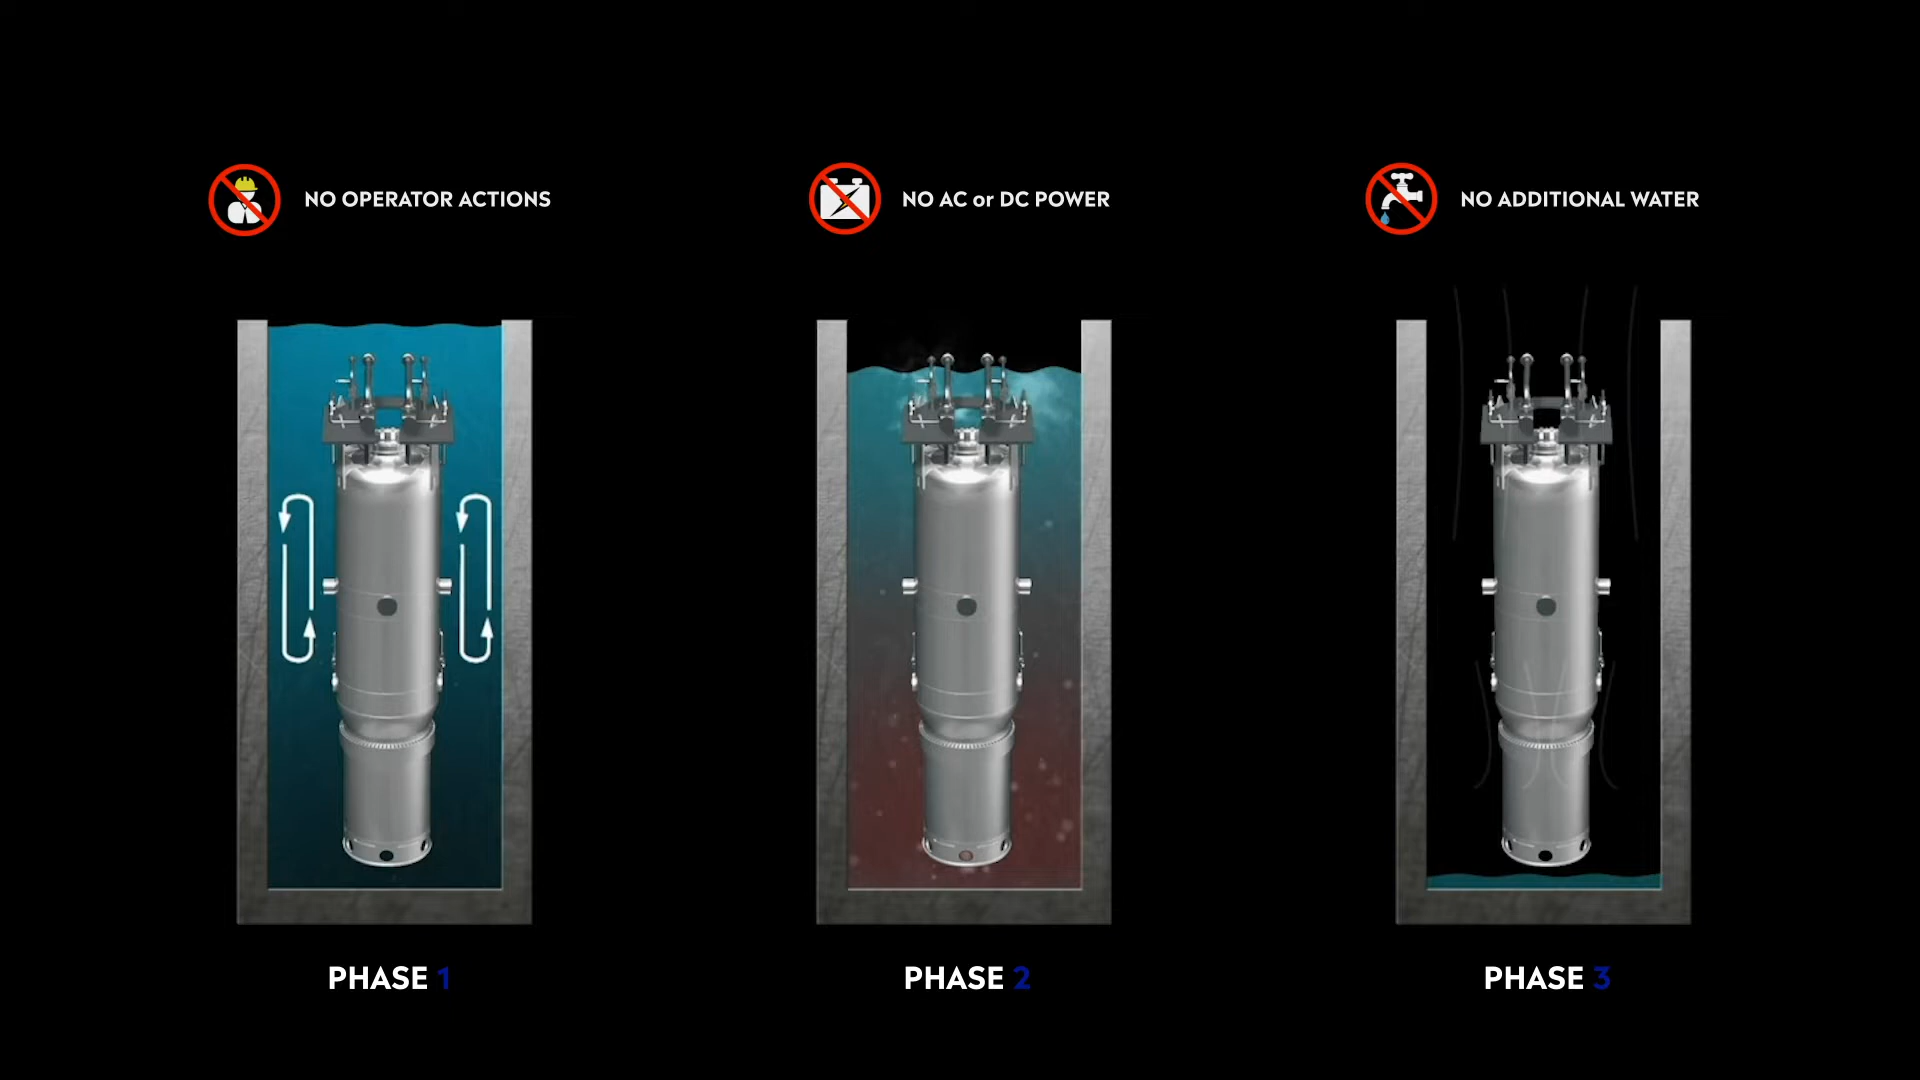 NO OPERATOR ACTIONS
NO AC or DC POWER
NO ADDITIONAL WATER
PHASE 1
PHASE 2
PHASE 3